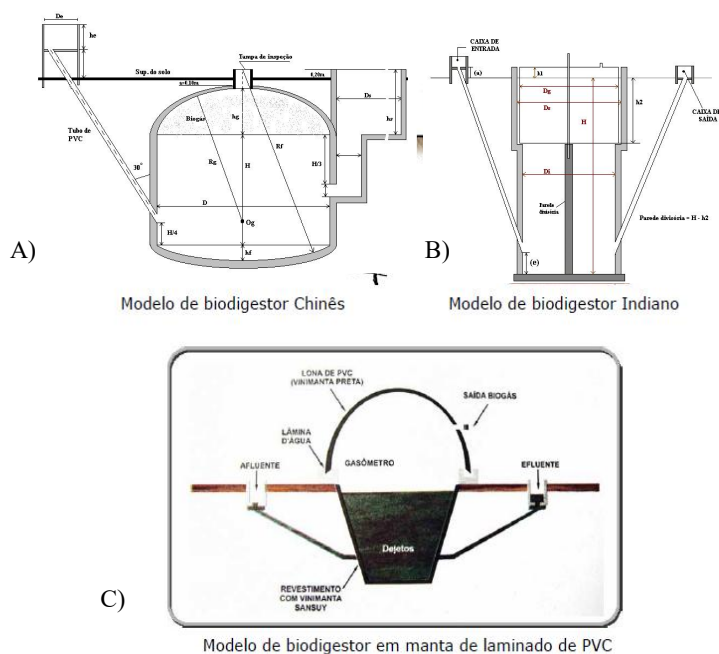 A)
De
he
Tampa de inspeção
Sup. do solo
a=0,10m
0,20m
Tubo de
PVC
30°
Biogás
hg
Rg
Rf
H
H/3
Ds
hs
D
H/4
Og
hf
Modelo de biodigestor Chinês
B)
CAIXA DE
ENTRADA
(a)
h1
Dg
De
h2
H
Di
CAIXA DE
SAÍDA
Parede
divisória
Parede divisória = H - h2
(e)
Modelo de biodigestor Indiano
C)
LONA DE PVC
(VINIMANTA PRETA)
SAÍDA BIOGÁS
LÂMINA
D'ÁGUA
GASÔMETRO
AFLUENTE
EFLUENTE
Dejetos
REVESTIMENTO
COM VINIMANTA
SANSUY
Modelo de biodigestor em manta de laminado de PVC